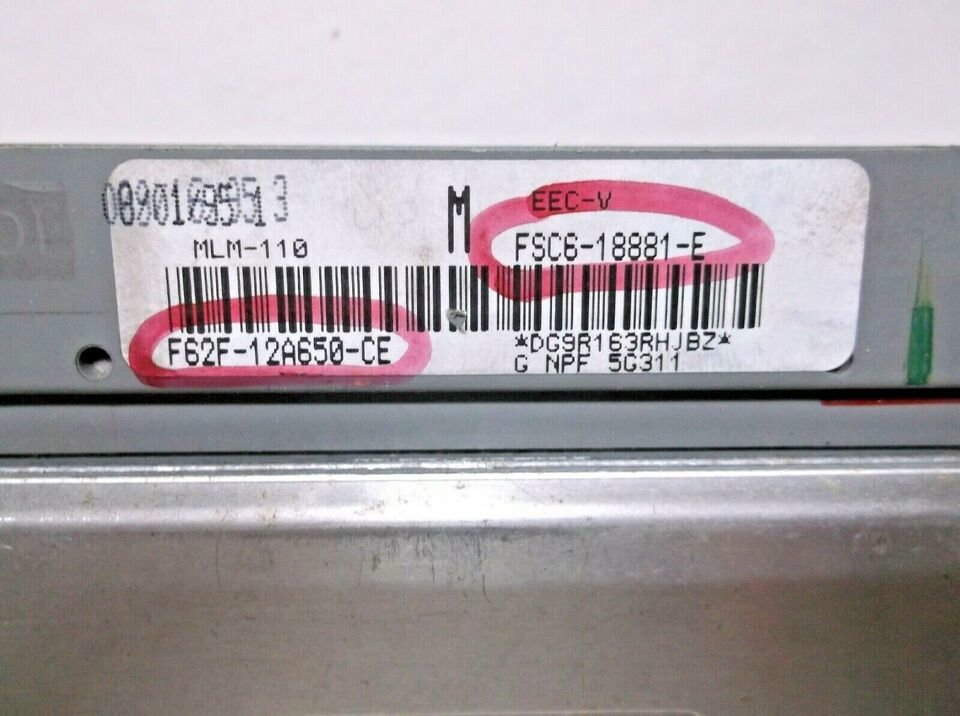 M
EEC-V
MLM-110
FSC6-18881-E
F62F-12A650-CE
*DG9R163RHJBZ*
G NPF 5G311